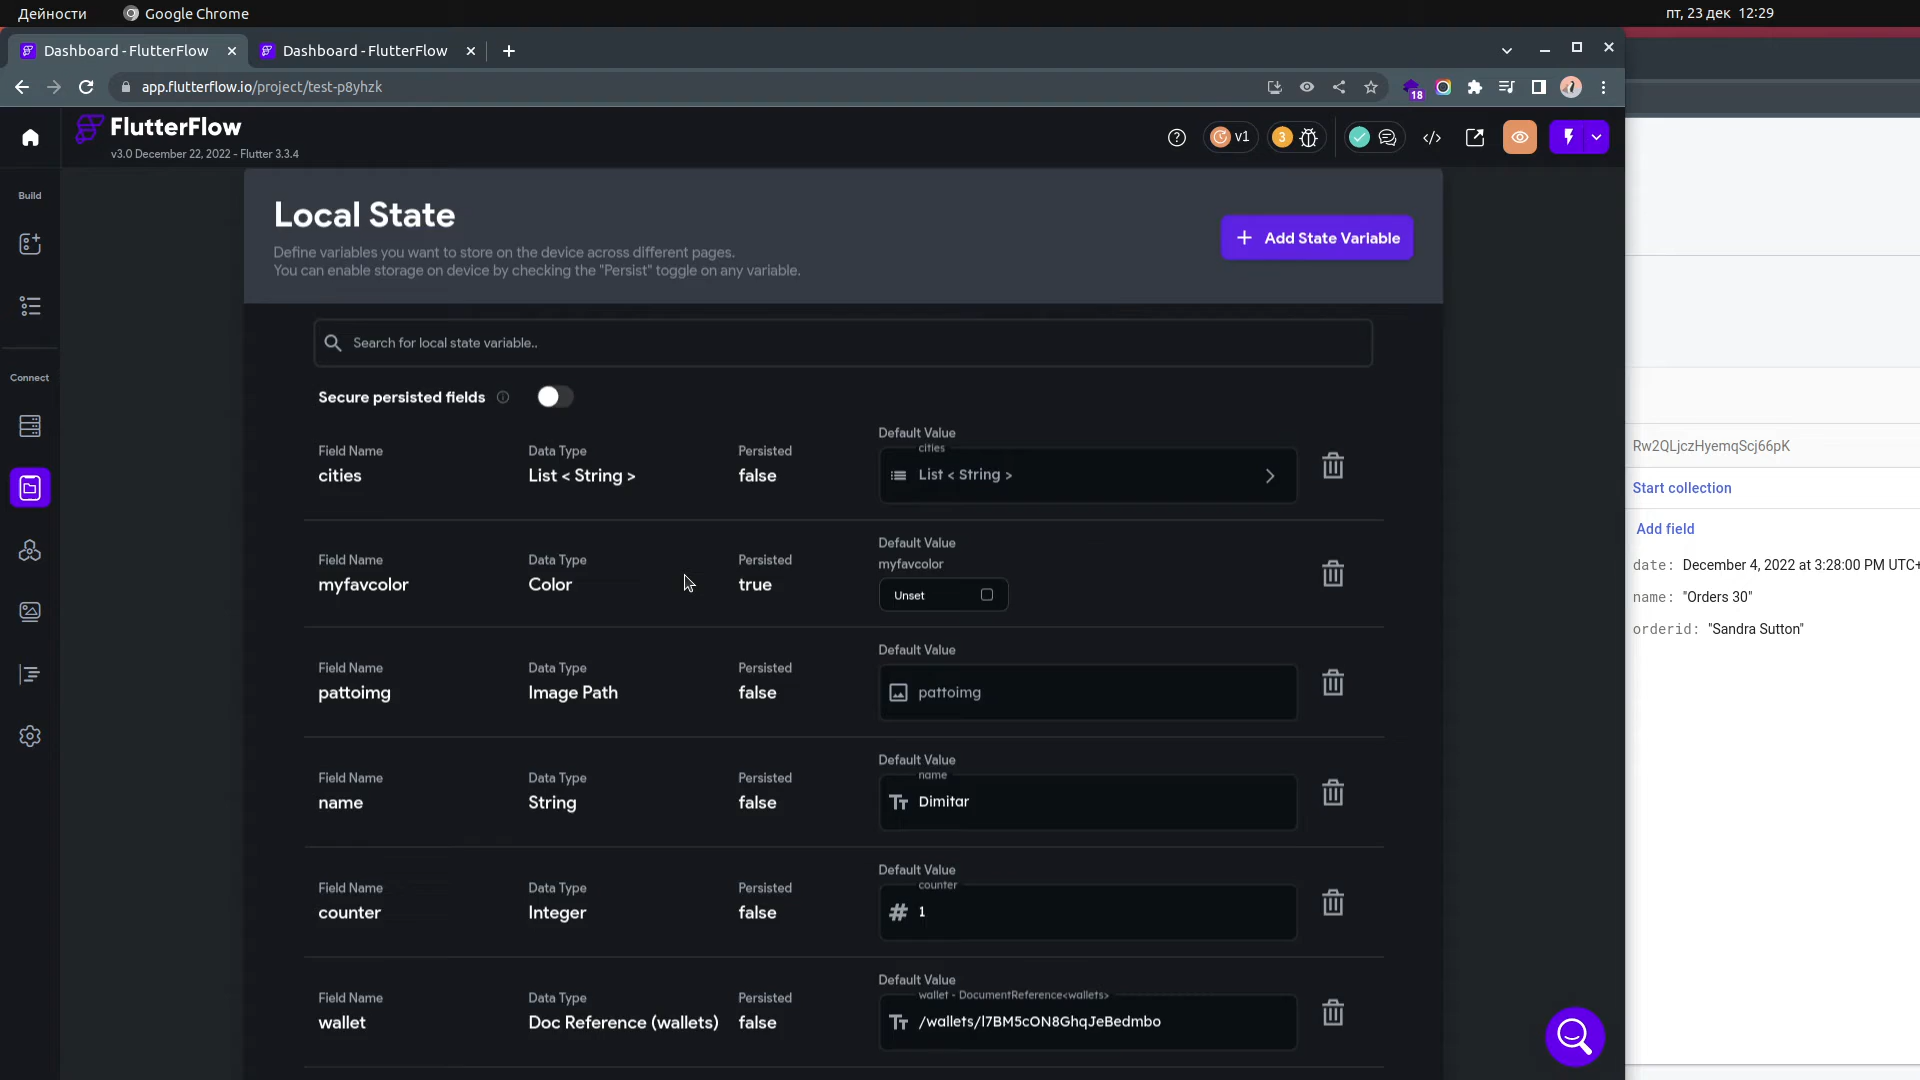 Дейности
Google Chrome
пт, 23 дек 12:29
Dashboard - FlutterFlow
Dashboard - FlutterFlow
app.flutterflow.io/project/test-p8yhzk
18
FlutterFlow
v3.0 December 22, 2022 - Flutter 3.3.4
v1
3
Build
Connect
Local State
Define variables you want to store on the device across different pages.
You can enable storage on device by checking the "Persist" toggle on any variable.
+ Add State Variable
Search for local state variable..
Secure persisted fields
Field Name
cities
Data Type
List < String >
Persisted
false
Default Value
cities
List < String >
Field Name
myfavcolor
Data Type
Color
Persisted
true
Default Value
myfavcolor
Unset
Field Name
pattoimg
Data Type
Image Path
Persisted
false
Default Value
pattoimg
Field Name
name
Data Type
String
Persisted
false
Default Value
name
Dimitar
Field Name
counter
Data Type
Integer
Persisted
false
Default Value
counter
1
Field Name
wallet
Data Type
Doc Reference (wallets)
Persisted
false
Default Value
wallet - DocumentReference<wallets>
/wallets/l7BM5cON8GhqJeBedmbo
Rw2QLjczHyemqScj66pK
Start collection
Add field
date: December 4, 2022 at 3:28:00 PM UTC+
name: "Orders 30"
orderid: "Sandra Sutton"